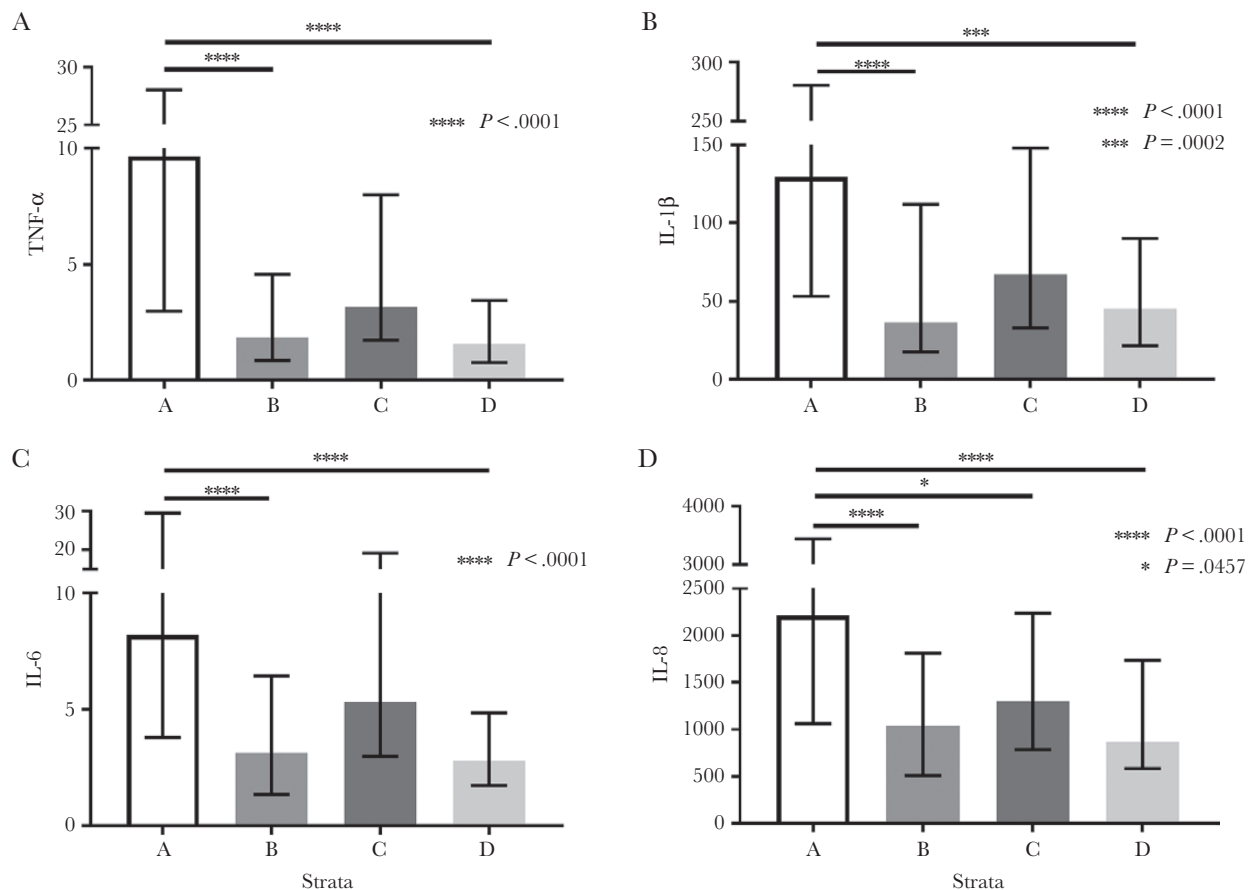 A
****
****
30
25
10
5
0
TNF-α
**** P < .0001
A B C D
B
***
****
300
250
150
100
50
0
IL-1β
**** P < .0001
*** P = .0002
A B C D
C
****
****
30
20
10
5
0
IL-6
**** P < .0001
A B C D
Strata
D
****
*
****
4000
3000
2500
2000
1500
1000
500
0
IL-8
**** P < .0001
* P = .0457
A B C D
Strata